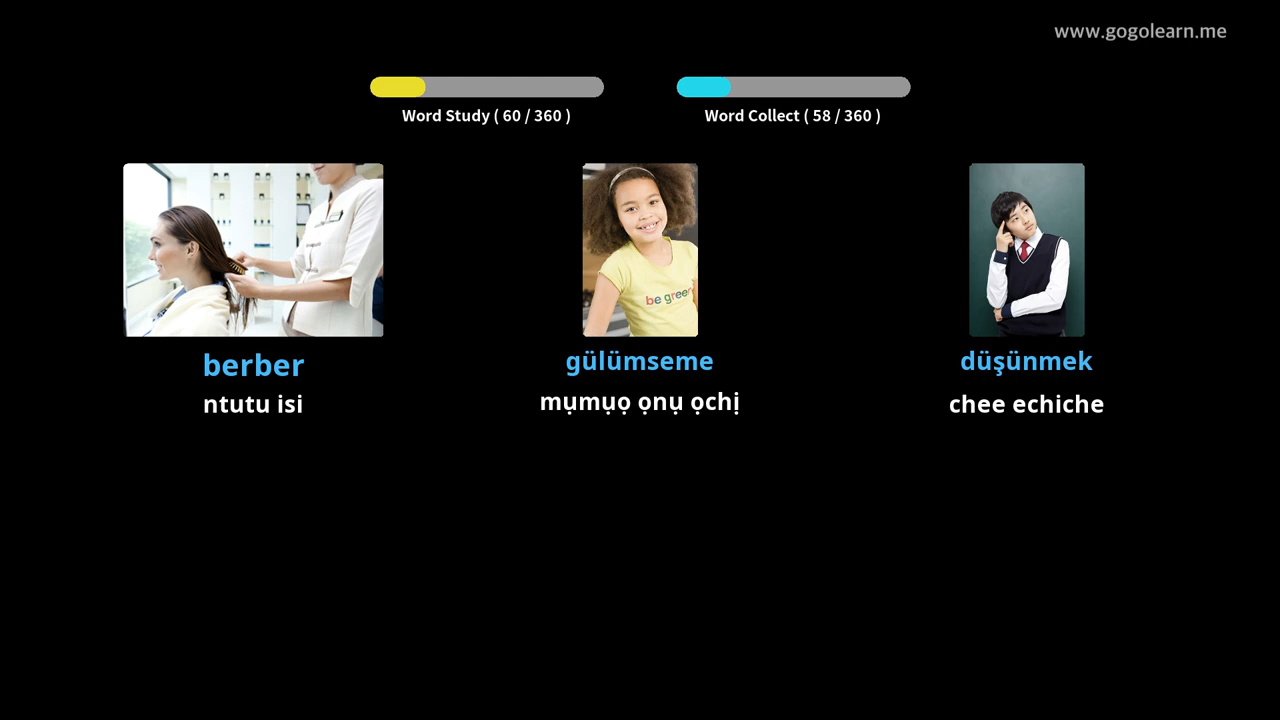 www.gogolearn.me
Word Study ( 60 / 360 )
Word Collect ( 58 / 360 )
be green
berber
gülümseme
düşünmek
ntutu isi
mụmụọ ọnụ ọchị
chee echiche